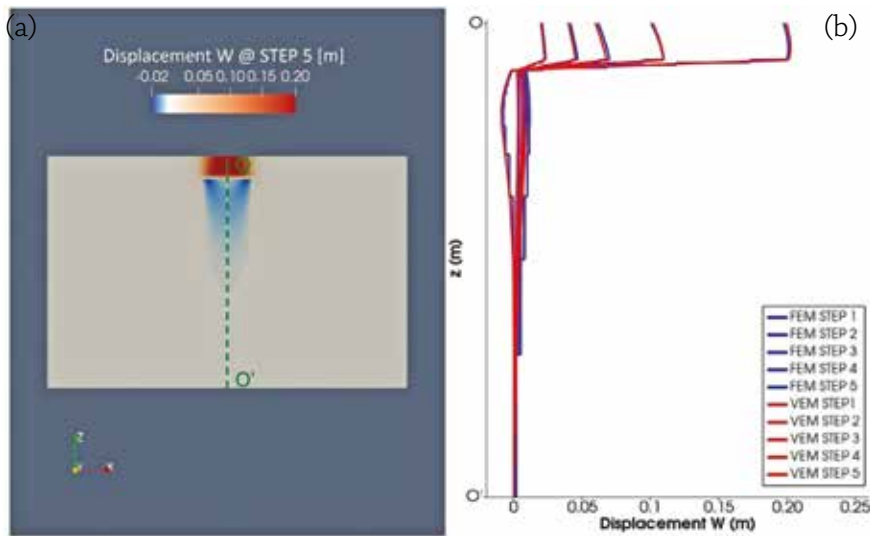 (a)
Displacement W @ STEP 5 [m]
-0.02 0.05 0.10 0.15 0.20
O'
z
(b)
O
z (m)
O'
0 0.05 0.1 0.15 0.20 0.25
Displacement W (m)
FEM STEP 1
FEM STEP 2
FEM STEP 3
FEM STEP 4
FEM STEP 5
VEM STEP1
VEM STEP 2
VEM STEP 3
VEM STEP 4
VEM STEP 5